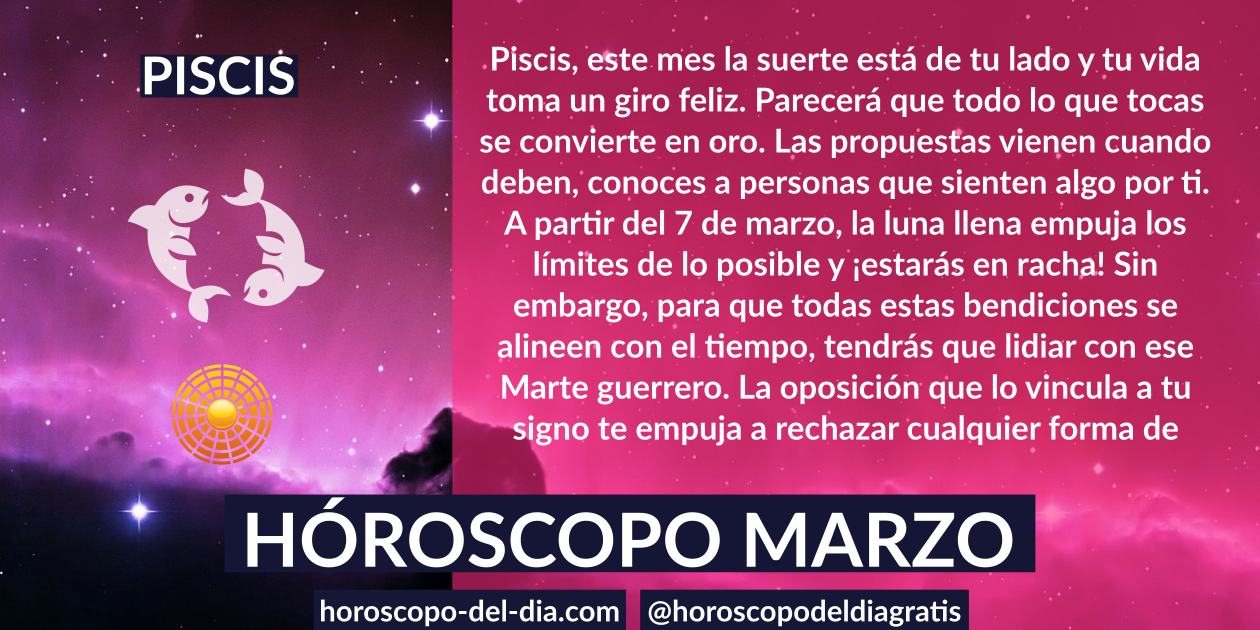 PISCIS
Piscis, este mes la suerte está de tu lado y tu vida
toma un giro feliz. Parecerá que todo lo que tocas
se convierte en oro. Las propuestas vienen cuando
deben, conoces a personas que sienten algo por ti.
A partir del 7 de marzo, la luna llena empuja los
límites de lo posible y ¡estarás en racha! Sin
embargo, para que todas estas bendiciones se
alineen con el tiempo, tendrás que lidiar con ese
Marte guerrero. La oposición que lo vincula a tu
signo te empuja a rechazar cualquier forma de
HÓROSCOPO MARZO
horoscopo-del-dia.com
@horoscopodeldiagratis